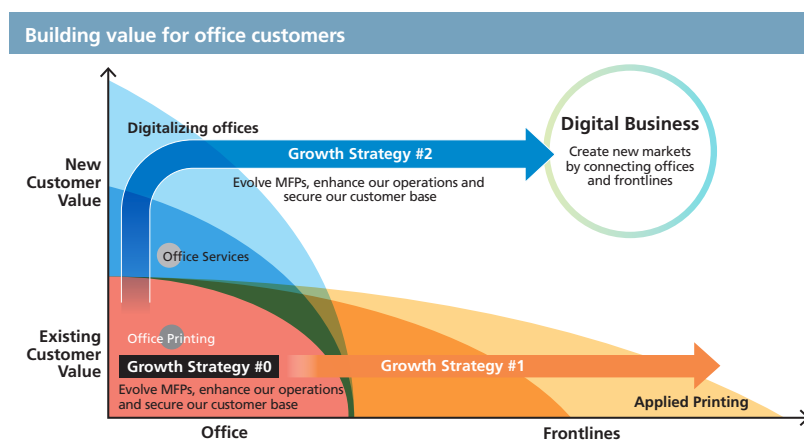 Building value for office customers
Digitalizing offices
New
Customer
Value
Growth Strategy #2
Evolve MFPs, enhance our operations and
secure our customer base
Digital Business
Create new markets
by connecting offices
and frontlines
Office Services
Existing
Customer
Value
Office Printing
Growth Strategy #0
Evolve MFPs, enhance our operations
and secure our customer base
Growth Strategy #1
Applied Printing
Office
Frontlines